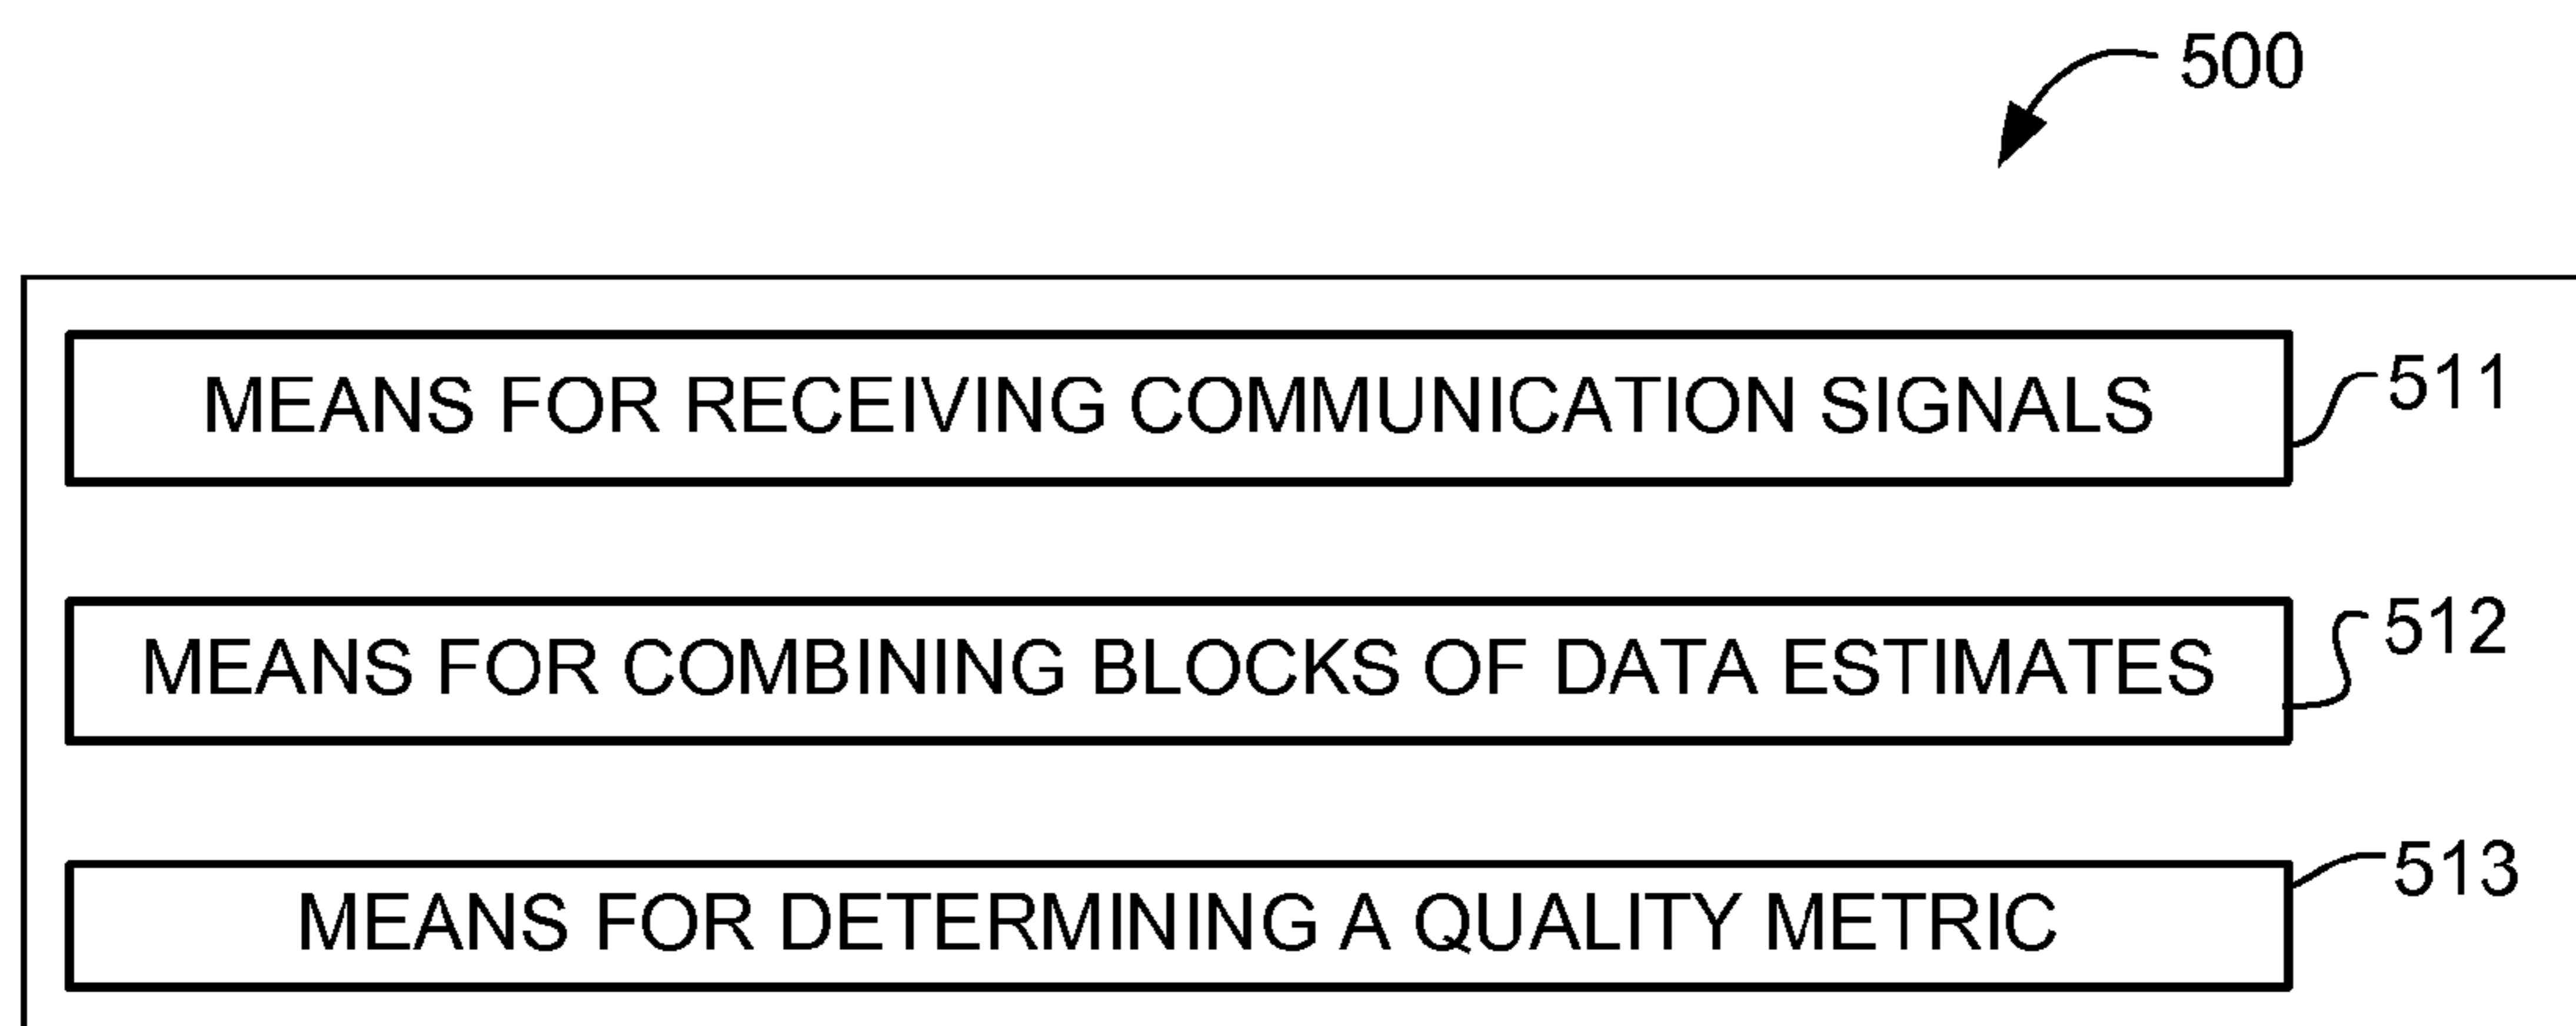 500
MEANS FOR RECEIVING COMMUNICATION SIGNALS
511
MEANS FOR COMBINING BLOCKS OF DATA ESTIMATES
512
MEANS FOR DETERMINING A QUALITY METRIC
513